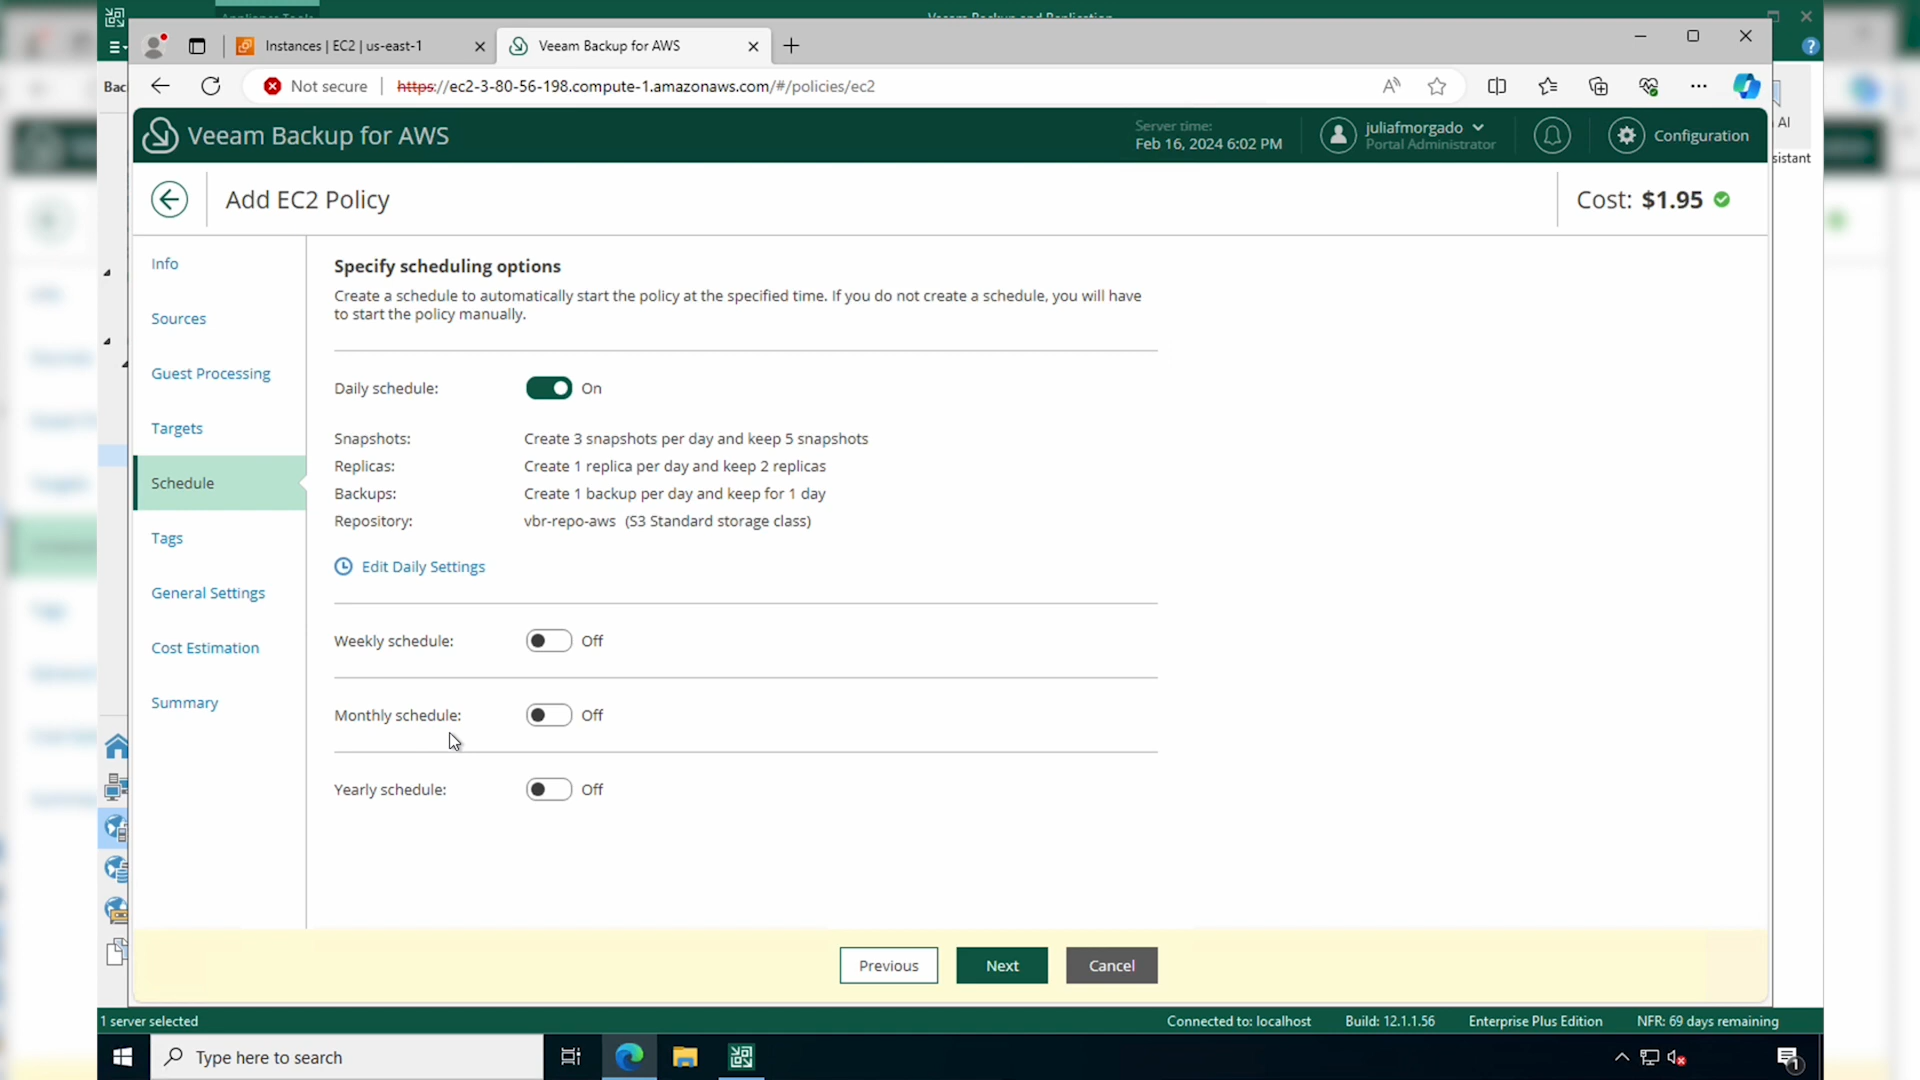 Veeam Backup and Replication
Instances | EC2 | us-east-1
Veeam Backup for AWS
Bacl
Not secure
https://ec2-3-80-56-198.compute-1.amazonaws.com/#/policies/ec2
Veeam Backup for AWS
Server time:
Feb 16, 2024 6:02 PM
juliafmorgado
Portal Administrator
Configuration
AI
sistant
Add EC2 Policy
Cost: $1.95
Info
Sources
Guest Processing
Targets
Schedule
Tags
General Settings
Cost Estimation
Summary
Specify scheduling options
Create a schedule to automatically start the policy at the specified time. If you do not create a schedule, you will have
to start the policy manually.
Daily schedule: On
Snapshots: Create 3 snapshots per day and keep 5 snapshots
Replicas: Create 1 replica per day and keep 2 replicas
Backups: Create 1 backup per day and keep for 1 day
Repository: vbr-repo-aws (S3 Standard storage class)
Edit Daily Settings
Weekly schedule: Off
Monthly schedule: Off
Yearly schedule: Off
Previous
Next
Cancel
1 server selected
Connected to: localhost
Build: 12.1.1.56
Enterprise Plus Edition
NFR: 69 days remaining
Type here to search
1